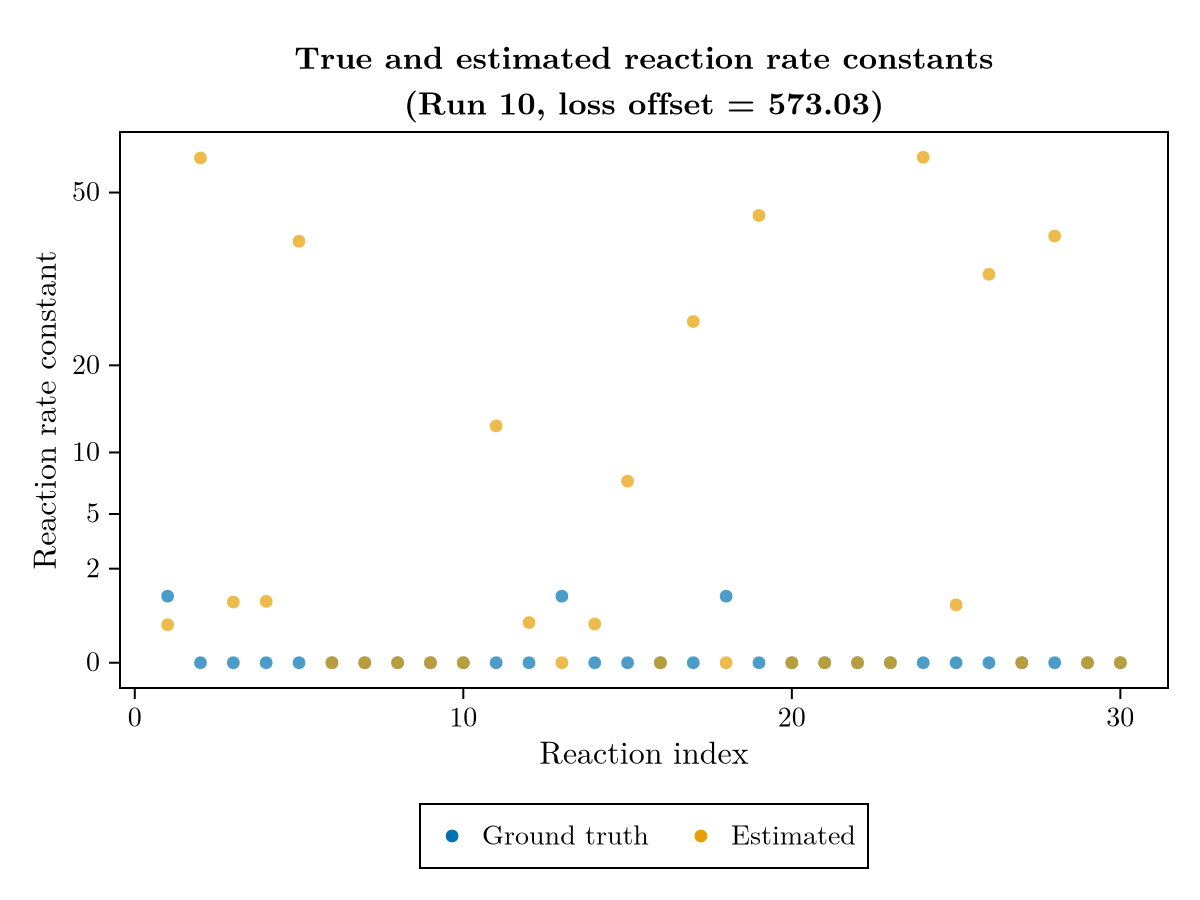 True and estimated reaction rate constants
(Run 10, loss offset = 573.03)
Reaction rate constant
50
20
10
5
2
0
0 10 20 30
Reaction index
Ground truth Estimated